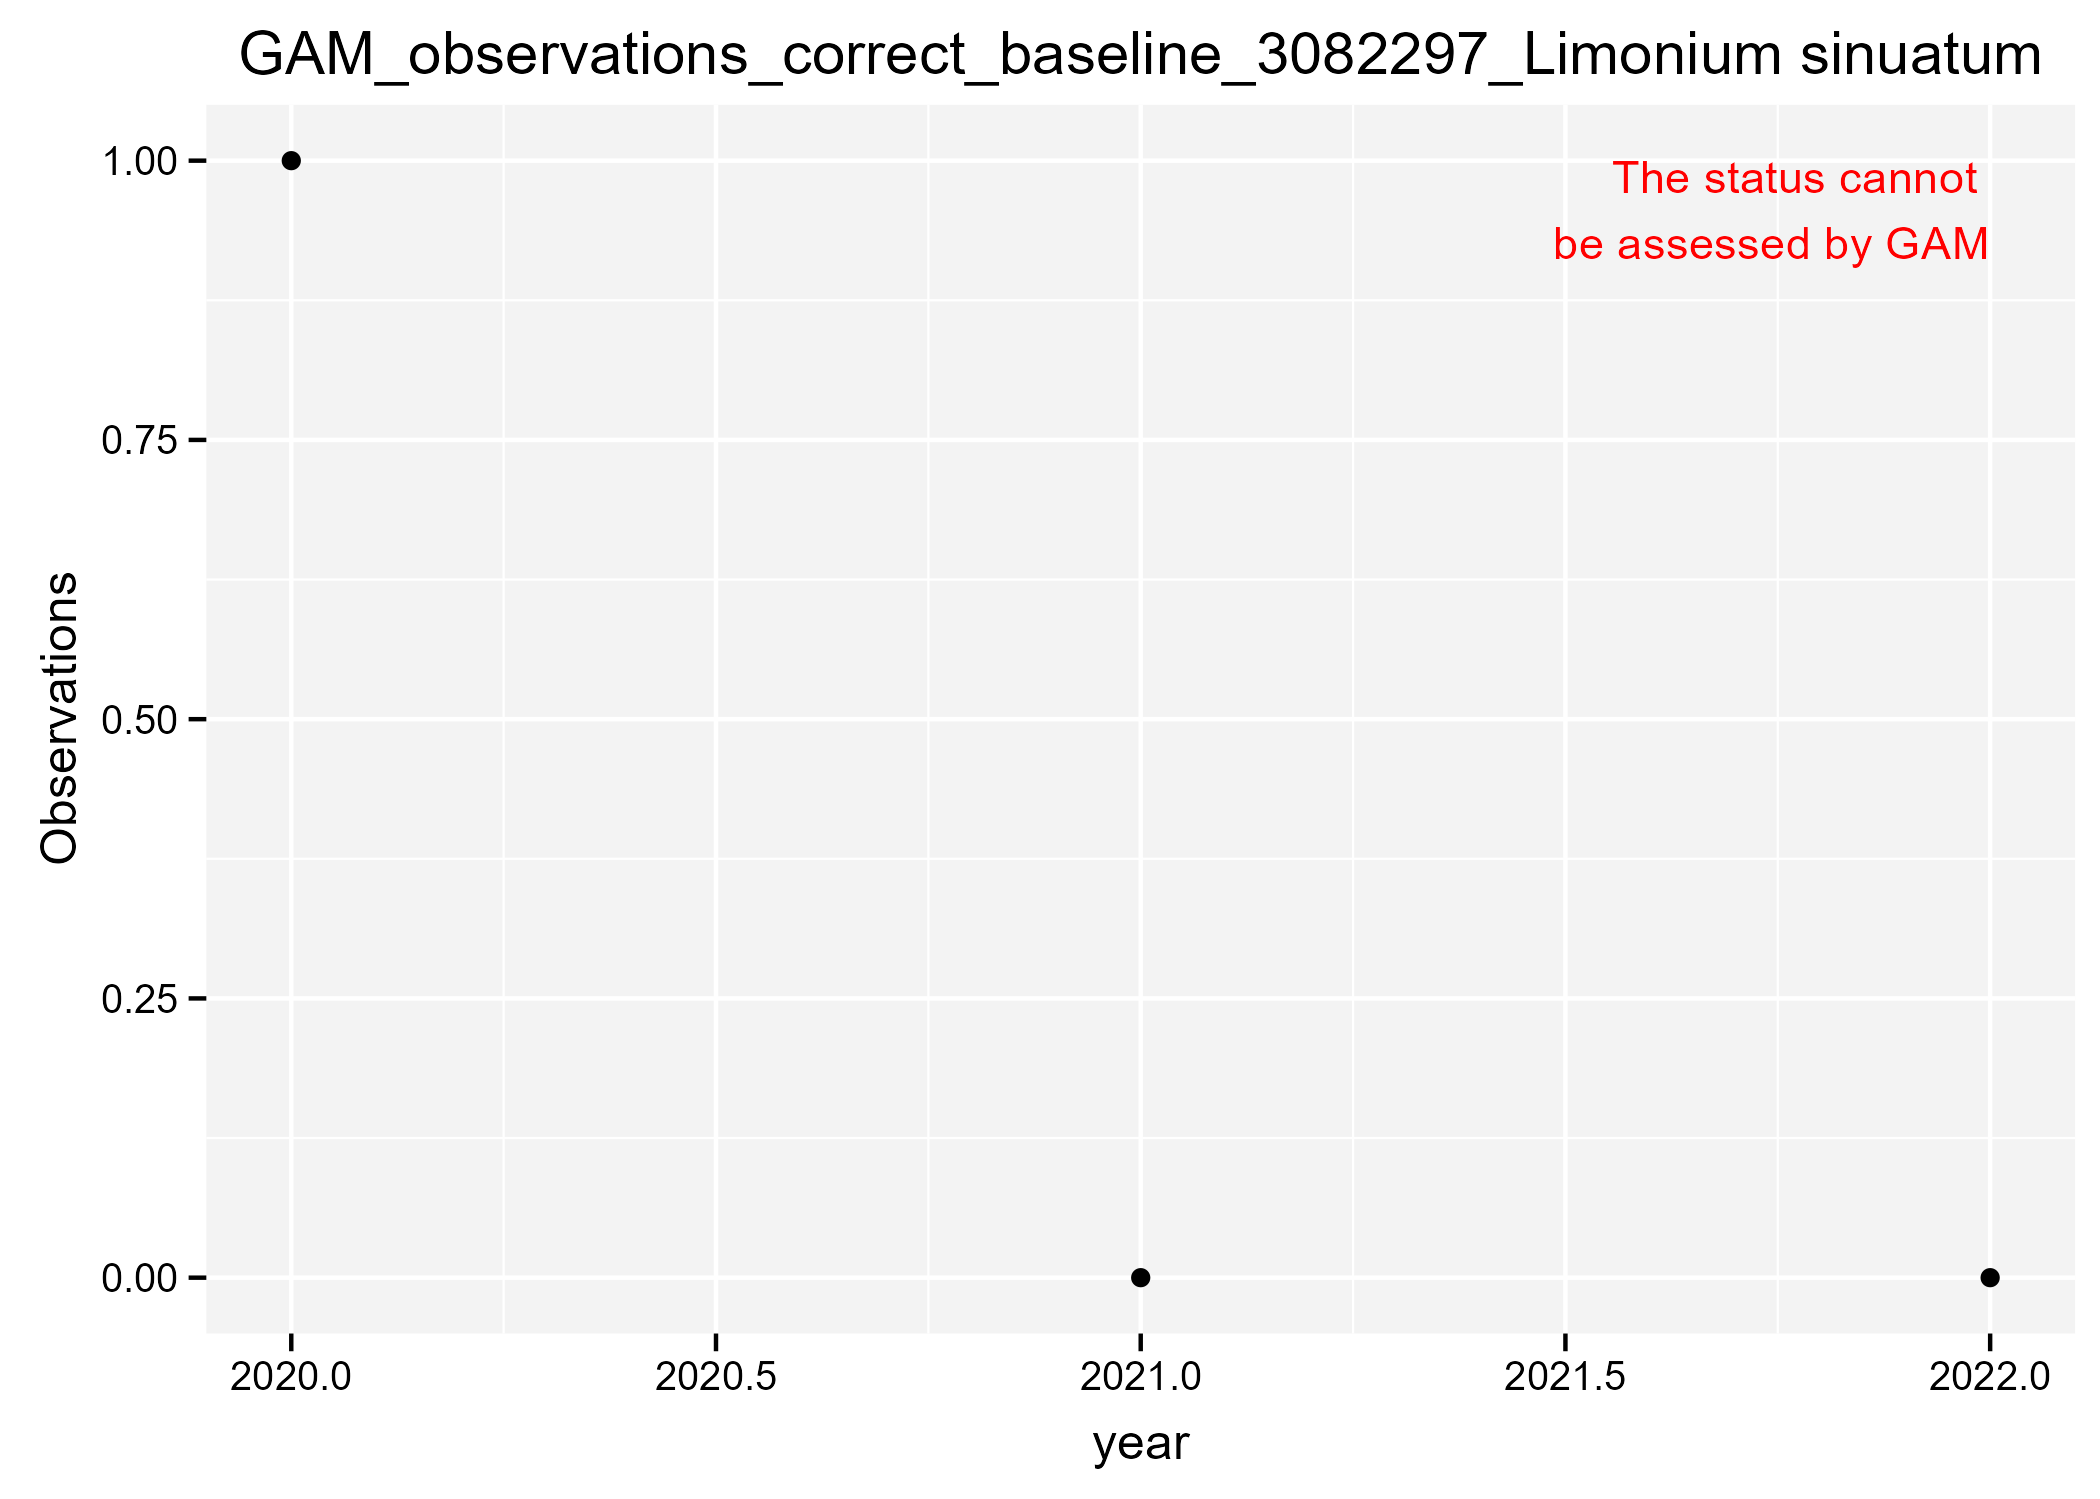 GAM_observations_correct_baseline_3082297_Limonium sinuatum
The status cannot
be assessed by GAM
Observations
1.00
0.75
0.50
0.25
0.00
2020.0
2020.5
2021.0
2021.5
2022.0
year